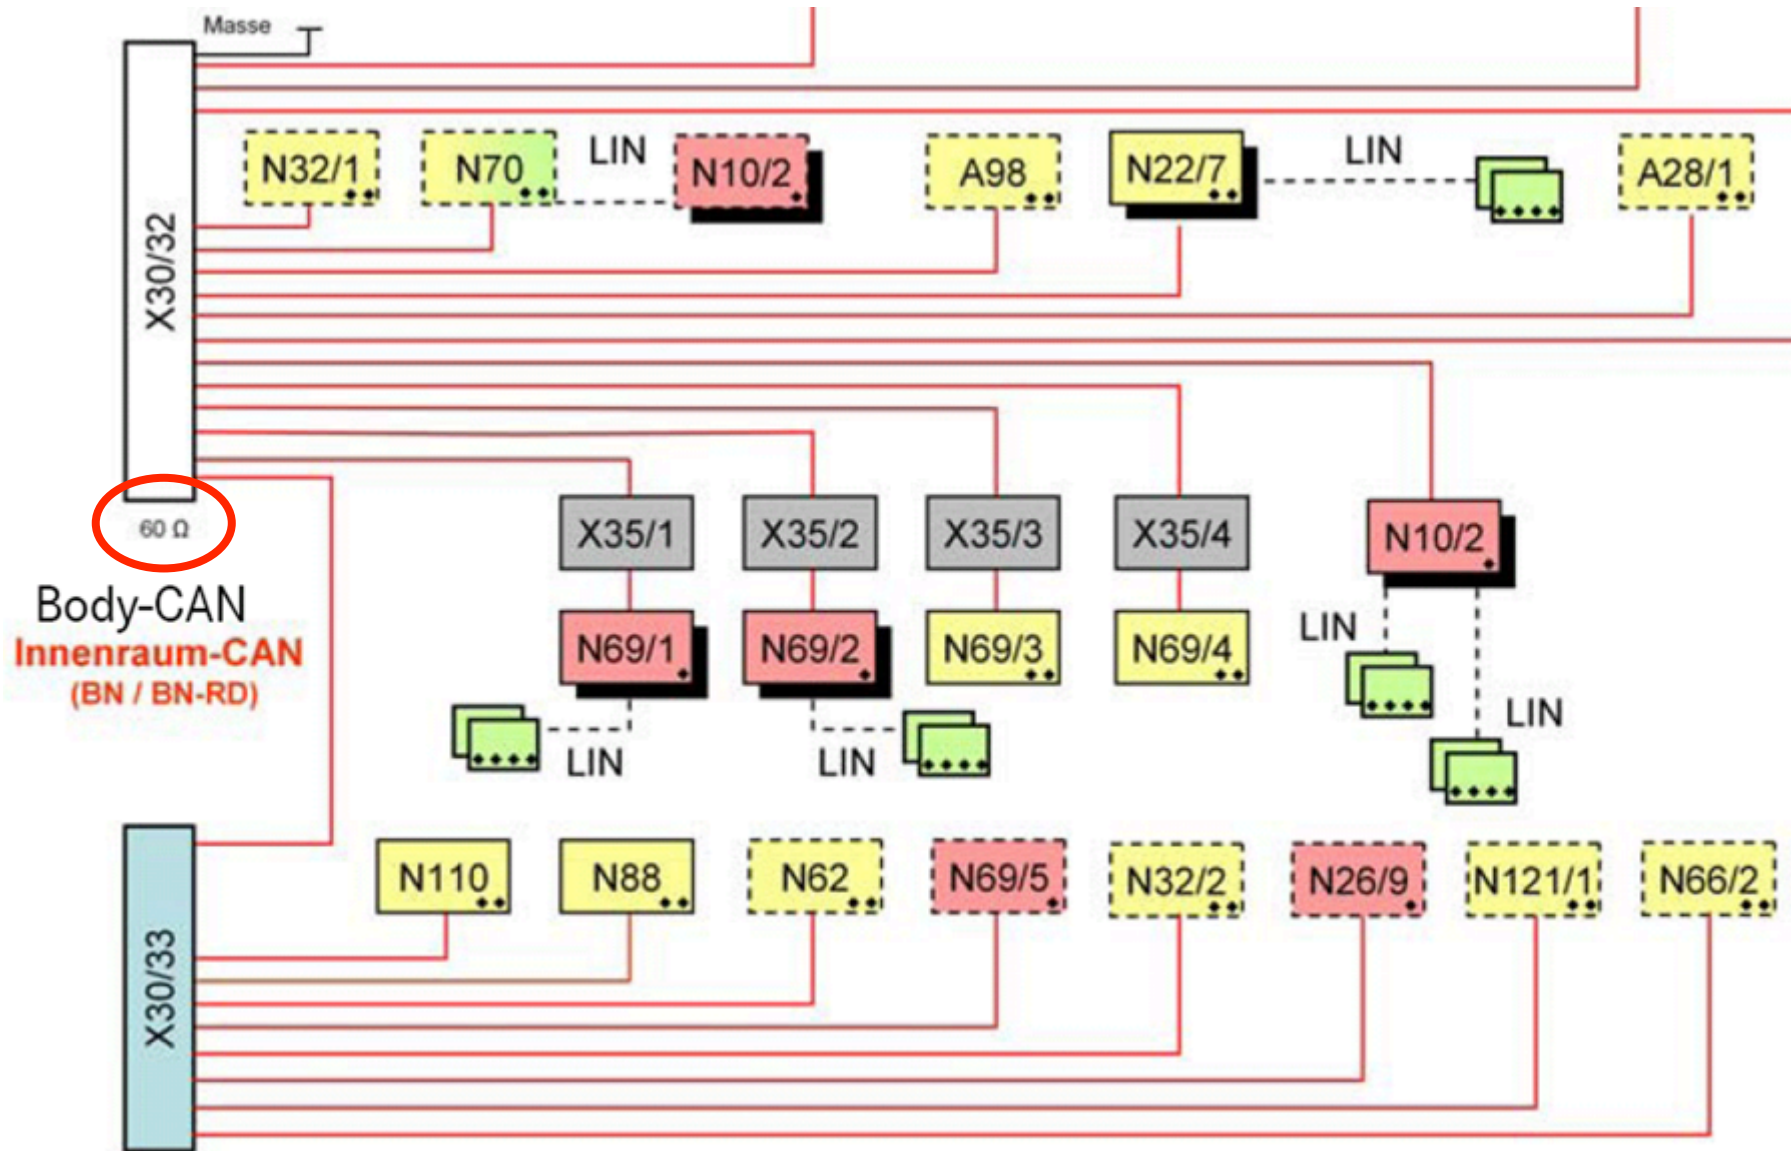 Masse
N32/1
N70
LIN
N10/2
A98
N22/7
LIN
A28/1
X30/32
60 Ω
Body-CAN
Innenraum-CAN
(BN / BN-RD)
X35/1
X35/2
X35/3
X35/4
N10/2
N69/1
N69/2
N69/3
N69/4
LIN
LIN
LIN
LIN
X30/33
N110
N88
N62
N69/5
N32/2
N26/9
N121/1
N66/2